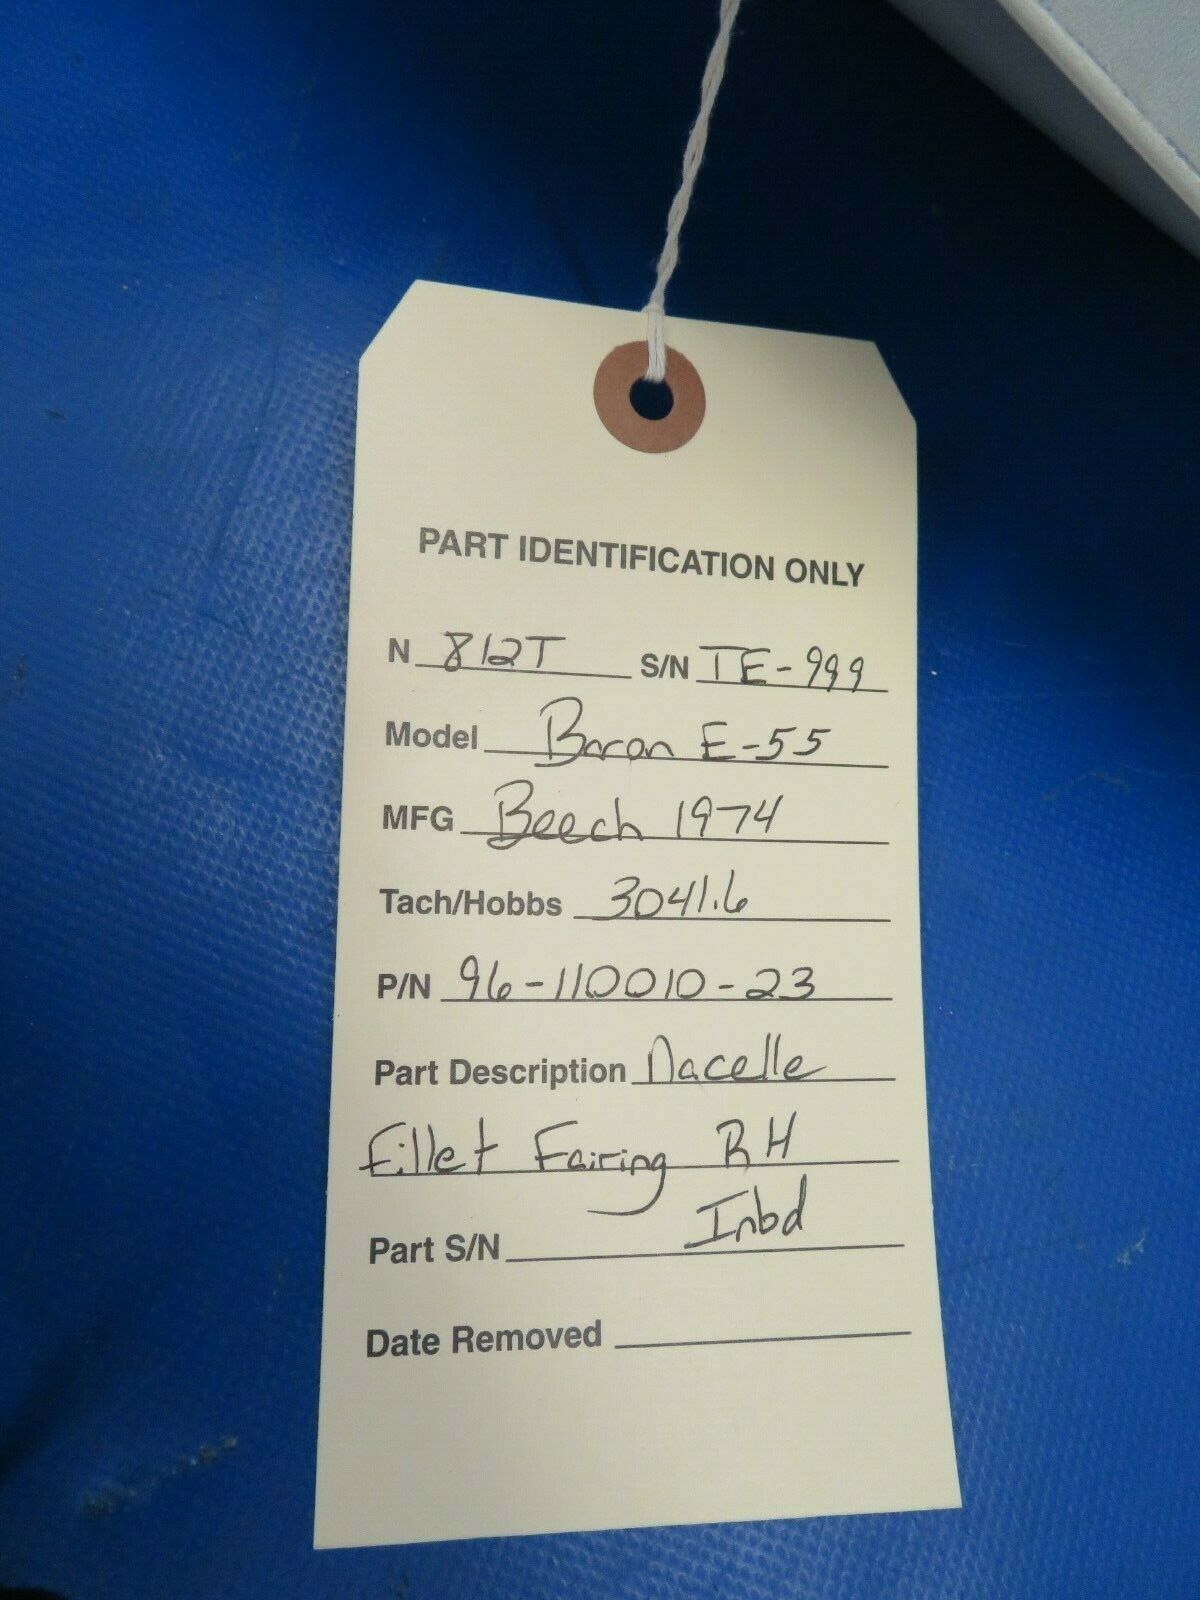 PART IDENTIFICATION ONLY
N 812T S/N TE-999
Model Baron E-55
MFG Beech 1974
Tach/Hobbs 3041.6
P/N 96-110010-23
Part Description Nacelle
Fillet Fairing RH
Inbd
Part S/N
Date Removed